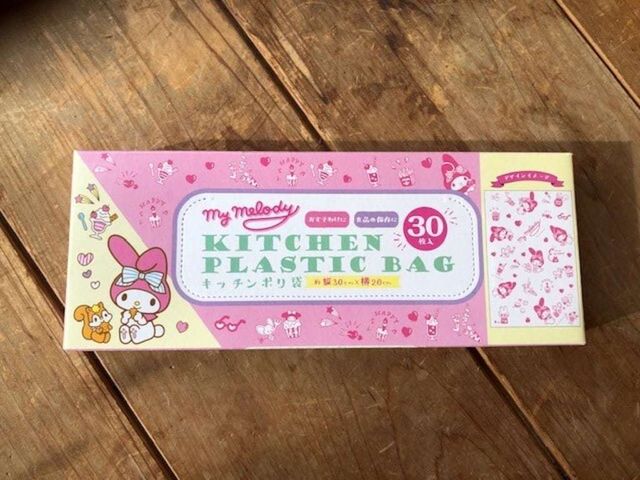 my melody
おすそわけに
食品の保存に
30
枚入
KITCHEN
PLASTIC BAG
キッチンポリ袋
約 縦30cm×横20cm
デザインイメージ
HAPPY
HAPPY
HAPPY